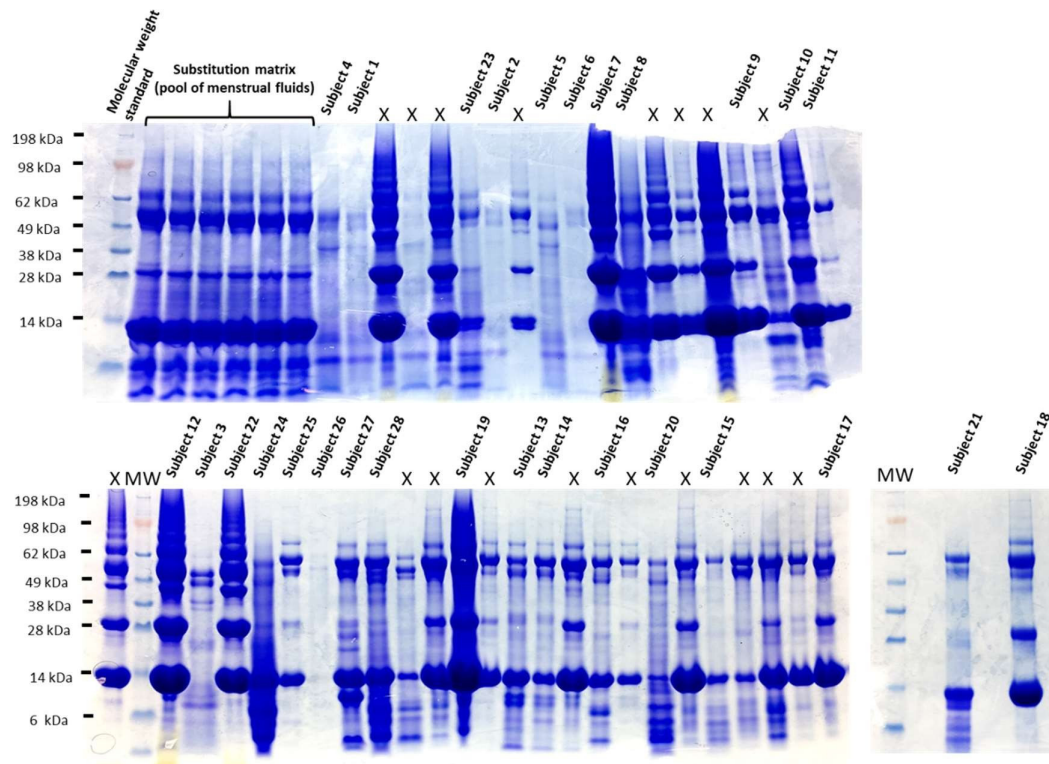 Molecular weight
standard
Substitution matrix
(pool of menstrual fluids)
Subject 4
Subject 1
X
X
X
Subject 23
Subject 2
X
Subject 5
Subject 6
Subject 7
Subject 8
X
X
X
Subject 9
X
Subject 10
Subject 11
198 kDa
98 kDa
62 kDa
49 kDa
38 kDa
28 kDa
14 kDa
X
MW
Subject 12
Subject 3
Subject 22
Subject 24
Subject 25
Subject 26
Subject 27
Subject 28
X
X
Subject 19
X
Subject 13
Subject 14
X
Subject 16
X
Subject 20
X
Subject 15
X
X
X
Subject 17
MW
Subject 21
Subject 18
198 kDa
98 kDa
62 kDa
49 kDa
38 kDa
28 kDa
14 kDa
6 kDa